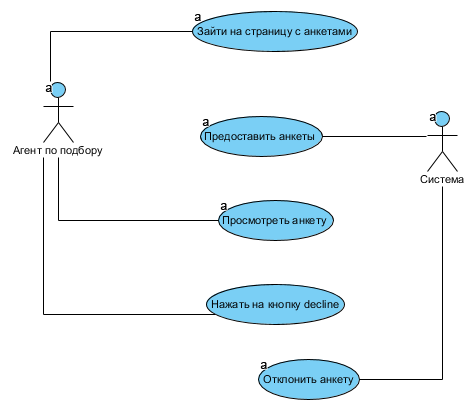 a
Зайти на страницу с анкетами
a
a
Агент по подбору
a
Предоставить анкеты
a
Система
a
Просмотреть анкету
Нажать на кнопку decline
a
Отклонить анкету